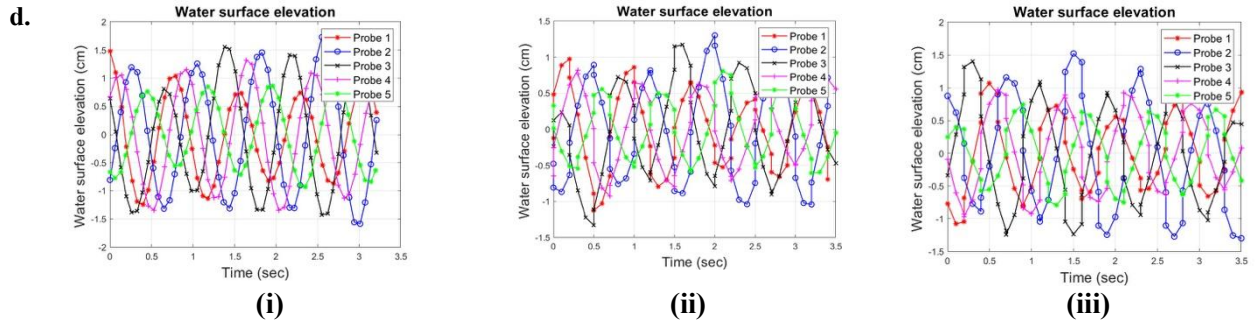 d.
Water surface elevation
Water surface elevation (cm)
2
1.5
1
0.5
0
-0.5
-1
-1.5
-2
0 0.5 1 1.5 2 2.5 3 3.5
Time (sec)
Probe 1
Probe 2
Probe 3
Probe 4
Probe 5
(i)
Water surface elevation
Water surface elevation (cm)
1.5
1
0.5
0
-0.5
-1
-1.5
0 0.5 1 1.5 2 2.5 3 3.5
Time (sec)
Probe 1
Probe 2
Probe 3
Probe 4
Probe 5
(ii)
Water surface elevation
Water surface elevation (cm)
2
1.5
1
0.5
0
-0.5
-1
-1.5
0 0.5 1 1.5 2 2.5 3 3.5
Time (sec)
Probe 1
Probe 2
Probe 3
Probe 4
Probe 5
(iii)